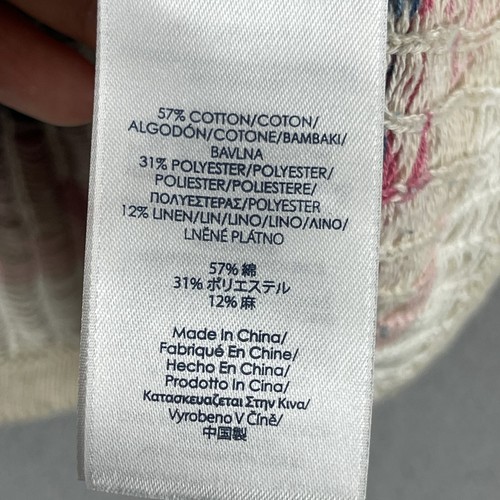 57% COTTON/COTON/
ALGODÓN/COTONE/ΒΑΜΒΑΚΙ/
BAVLNA
31% POLYESTER/POLYESTER/
POLIESTER/POLIESTERE/
ΠΟΛΥΕΣΤΕΡΑΣ/POLYESTER
12% LINEN/LIN/LINO/LINO/ΛΙΝΟ/
LNĚNÉ PLÁTNO
57% 綿
31% ポリエステル
12% 麻
Made In China/
Fabriqué En Chine/
Hecho En China/
Prodotto In Cina/
Κατασκευαζεται Στην Κινα/
Vyrobeno V Číně/
中国製